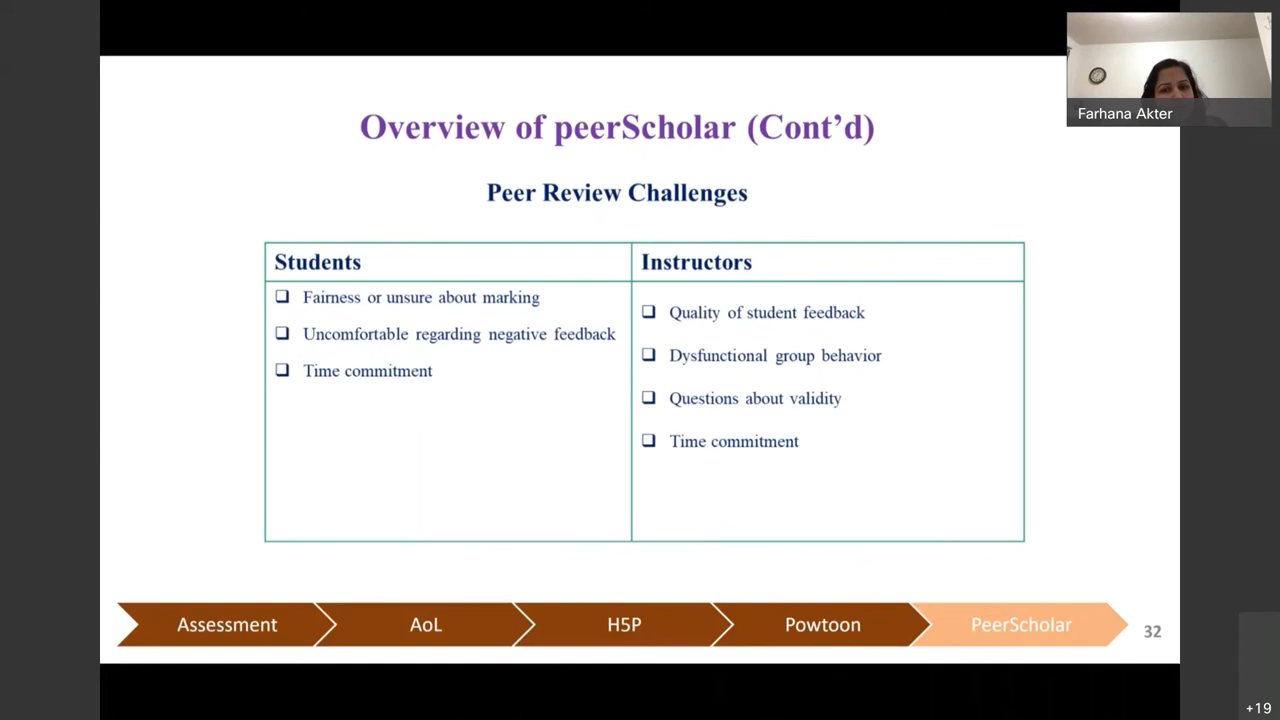 Farhana Akter
Overview of peerScholar (Cont’d)
Peer Review Challenges
Students
Fairness or unsure about marking
Uncomfortable regarding negative feedback
Time commitment
Instructors
Quality of student feedback
Dysfunctional group behavior
Questions about validity
Time commitment
Assessment
AoL
H5P
Powtoon
PeerScholar
32
+19